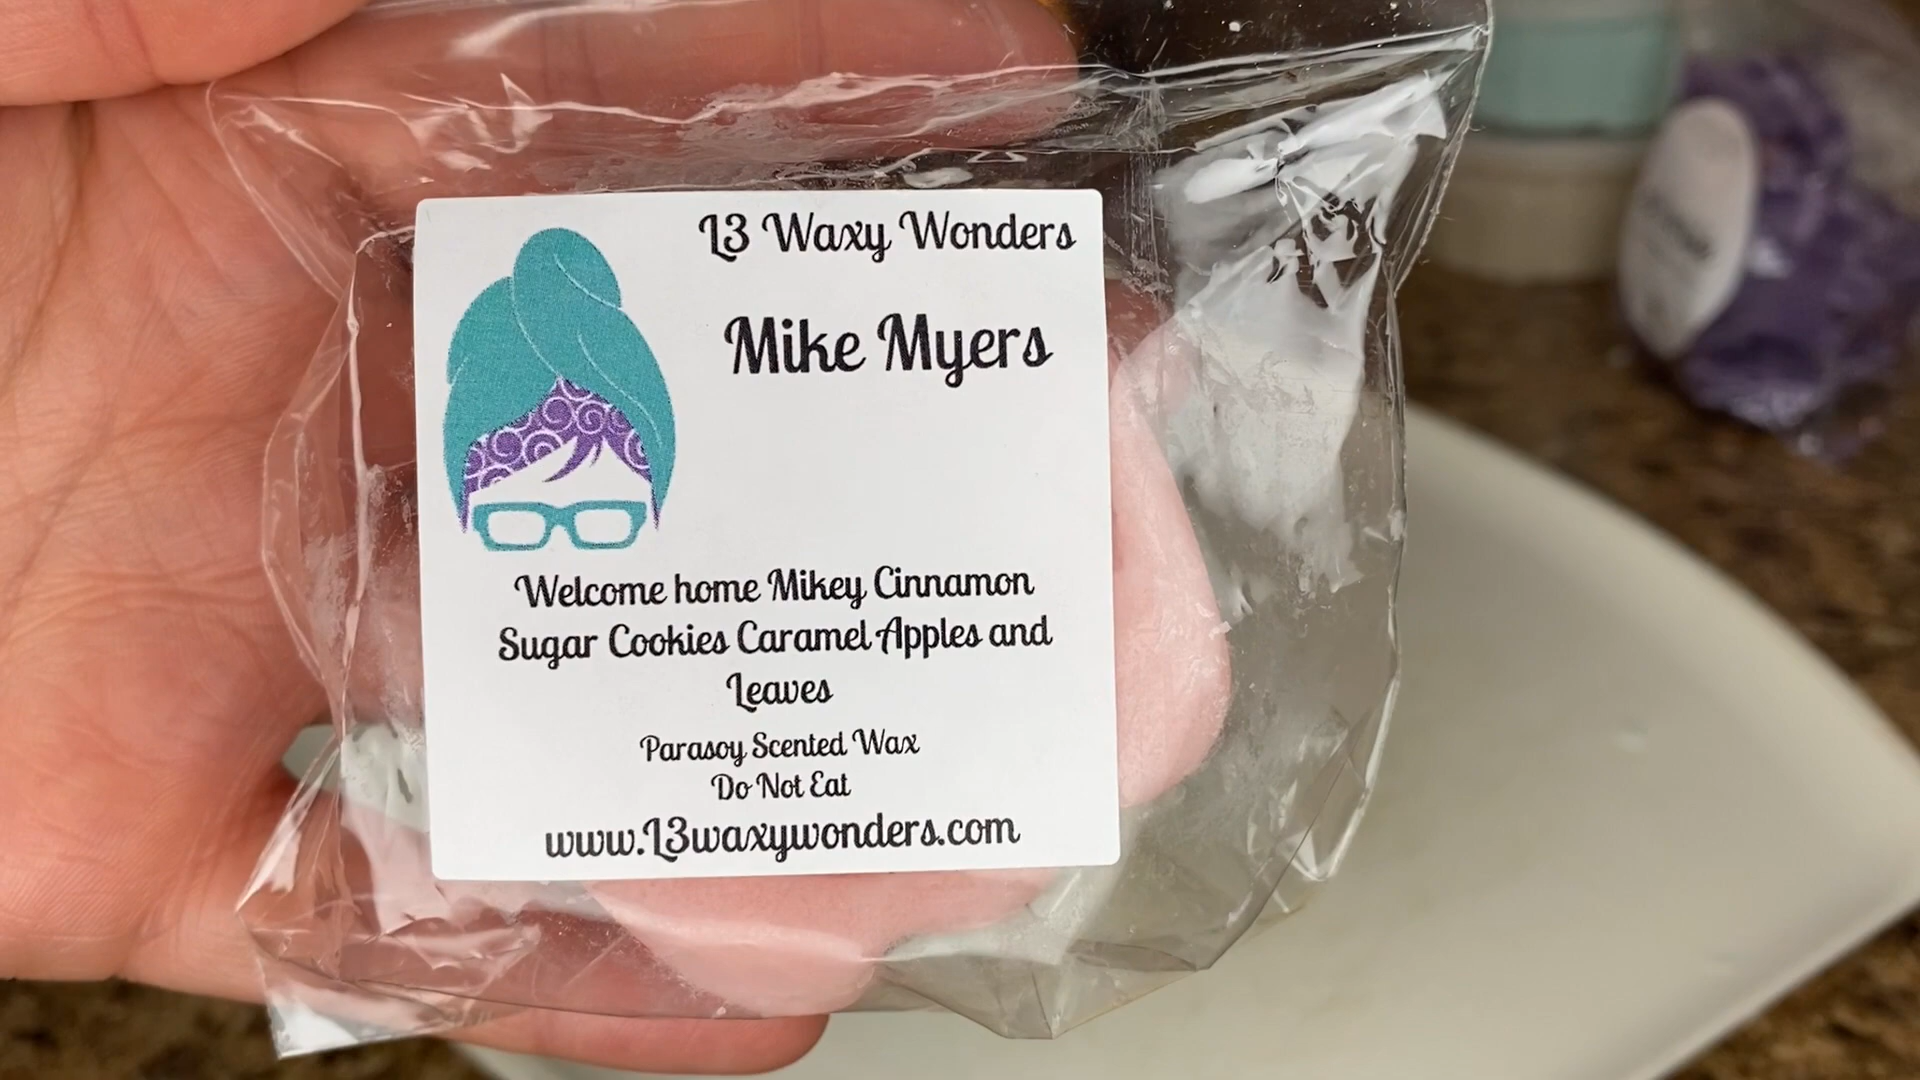 L3 Waxy Wonders
Mike Myers
Welcome home Mikey Cinnamon
Sugar Cookies Caramel Apples and
Leaves
Parasoy Scented Wax
Do Not Eat
www.L3waxywonders.com